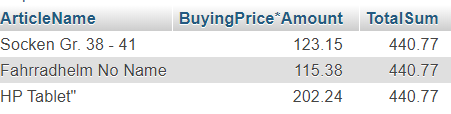 ArticleName BuyingPrice*Amount TotalSum
Socken Gr. 38 - 41 123.15 440.77
Fahrradhelm No Name 115.38 440.77
HP Tablet" 202.24 440.77